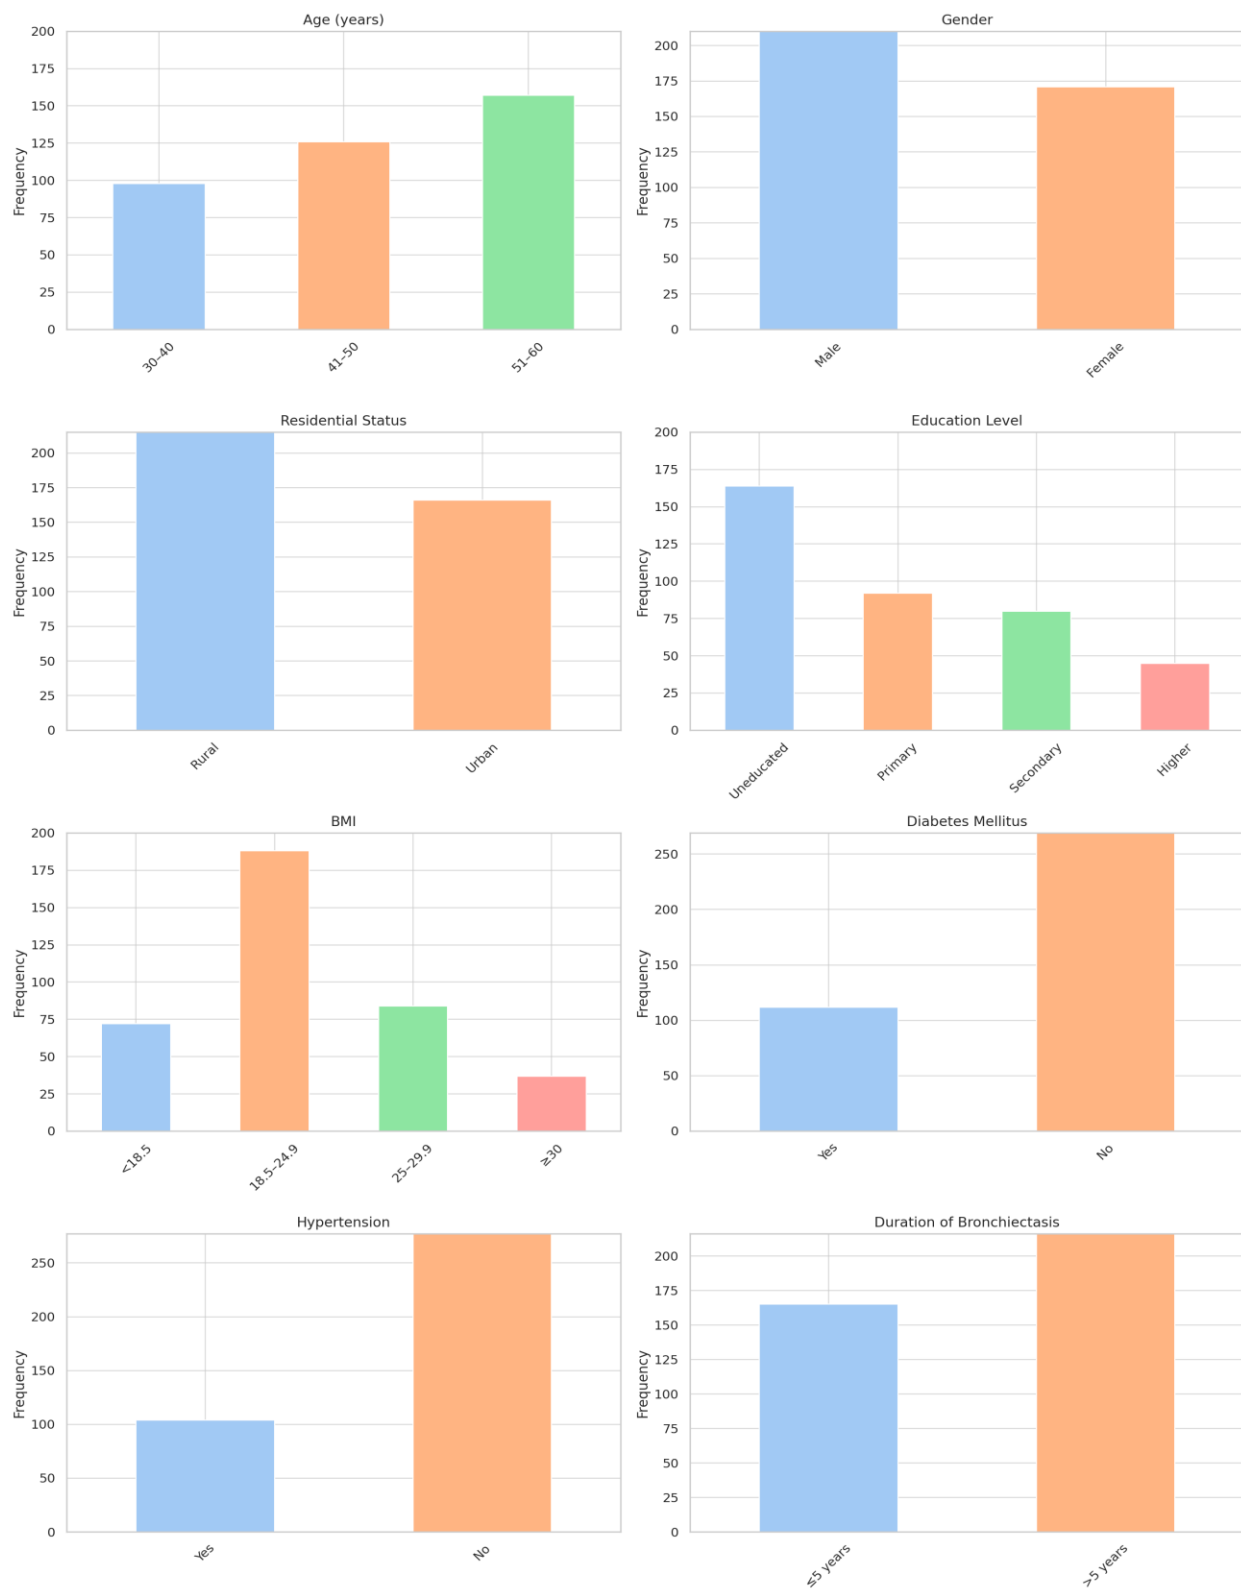 Age (years)
Frequency
200
175
150
125
100
75
50
25
0
30–40
41–50
51–60
Gender
Frequency
200
175
150
125
100
75
50
25
0
Male
Female
Residential Status
Frequency
200
175
150
125
100
75
50
25
0
Rural
Urban
Education Level
Frequency
200
175
150
125
100
75
50
25
0
Uneducated
Primary
Secondary
Higher
BMI
Frequency
200
175
150
125
100
75
50
25
0
<18.5
18.5–24.9
25–29.9
≥30
Diabetes Mellitus
Frequency
250
200
150
100
50
0
Yes
No
Hypertension
Frequency
250
200
150
100
50
0
Yes
No
Duration of Bronchiectasis
Frequency
200
175
150
125
100
75
50
25
0
≤5 years
>5 years